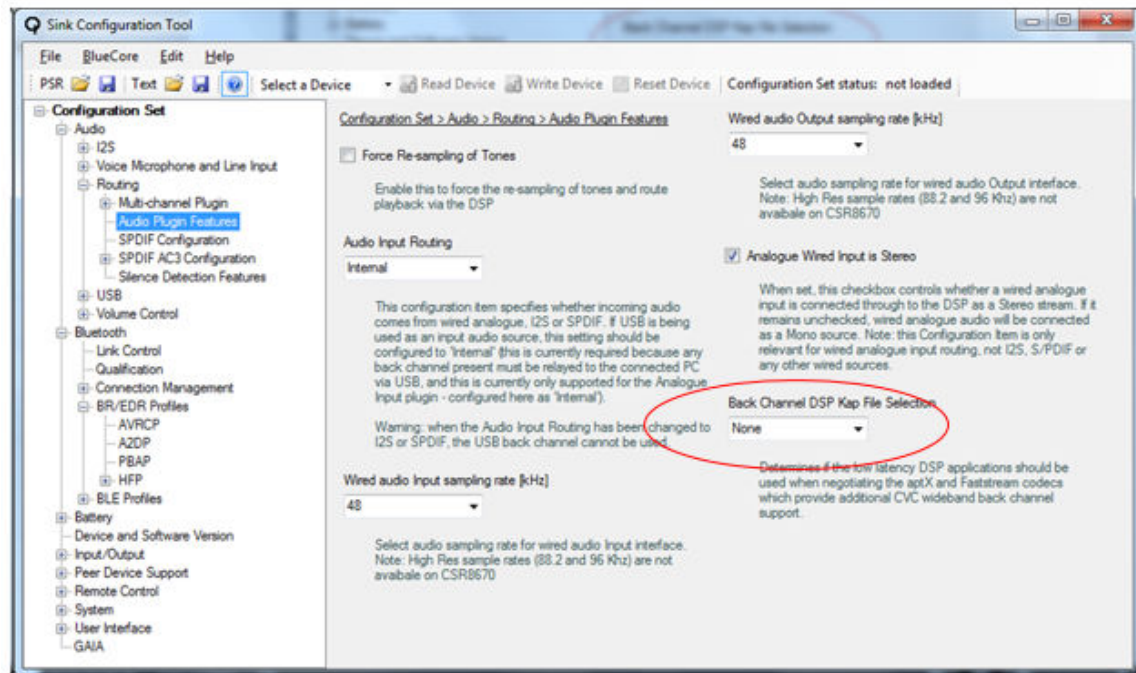 Sink Configuration Tool
File BlueCore Edit Help
PSR Text Select a Device Read Device Write Device Reset Device Configuration Set status: not loaded
Configuration Set
Audio
I2S
Voice Microphone and Line Input
Routing
Multi-channel Plugin
Audio Plugin Features
SPDIF Configuration
SPDIF AC3 Configuration
Silence Detection Features
USB
Volume Control
Bluetooth
Link Control
Qualification
Connection Management
BR/EDR Profiles
AVRCP
A2DP
PBAP
HFP
BLE Profiles
Battery
Device and Software Version
Input/Output
Peer Device Support
Remote Control
System
User Interface
GAIA
Configuration Set > Audio > Routing > Audio Plugin Features
Force Re-sampling of Tones
Enable this to force the re-sampling of tones and route
playback via the DSP
Audio Input Routing
Internal
This configuration item specifies whether incoming audio
comes from wired analogue, I2S or SPDIF. If USB is being
used as an input audio source, this setting should be
configured to 'Internal' (this is currently required because any
back channel present must be relayed to the connected PC
via USB, and this is currently only supported for the Analogue
Input plugin - configured here as 'Internal').
Warning: when the Audio Input Routing has been changed to
I2S or SPDIF, the USB back channel cannot be used.
Wired audio Input sampling rate [kHz]
48
Select audio sampling rate for wired audio Input interface.
Note: High Res sample rates (88.2 and 96 Khz) are not
avaibale on CSR8670
Wired audio Output sampling rate [kHz]
48
Select audio sampling rate for wired audio Output interface.
Note: High Res sample rates (88.2 and 96 Khz) are not
avaibale on CSR8670
Analogue Wired Input is Stereo
When set, this checkbox controls whether a wired analogue
input is connected through to the DSP as a Stereo stream. If it
remains unchecked, wired analogue audio will be connected
as a Mono source. Note: this Configuration Item is only
relevant for wired analogue input routing, not I2S, S/PDIF or
any other wired sources.
Back Channel DSP Kap File Selection
None
Determines if the low latency DSP applications should be
used when negotiating the aptX and Faststream codecs
which provide addtional CVC wideband back channel
support.